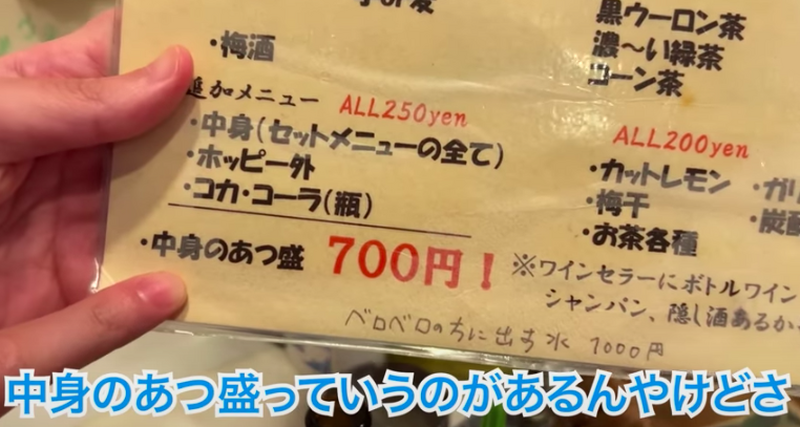 黒ウーロン茶
濃〜い緑茶
コーン茶
・梅酒
追加メニュー ALL250yen
・中身(セットメニューの全て)
・ホッピー外
・コカ・コーラ(瓶)
ALL200yen
・カットレモン ・ガリ
・梅干 ・炭酸
・お茶各種
・中身のあつ盛 700円!
※ワインセラーにボトルワイン
シャンパン、隠し酒あるか
ベロベロの方に出す水 1000円
中身のあつ盛っていうのがあるんやけどさ